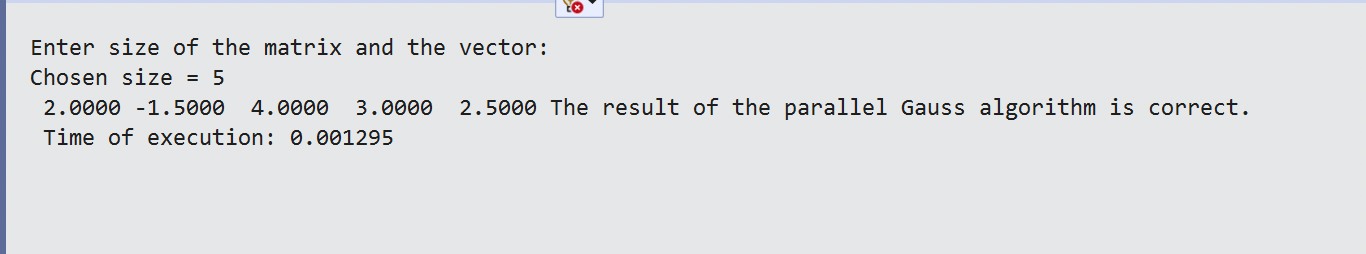 Enter size of the matrix and the vector:
Chosen size = 5
2.0000 -1.5000 4.0000 3.0000 2.5000 The result of the parallel Gauss algorithm is correct.
Time of execution: 0.001295